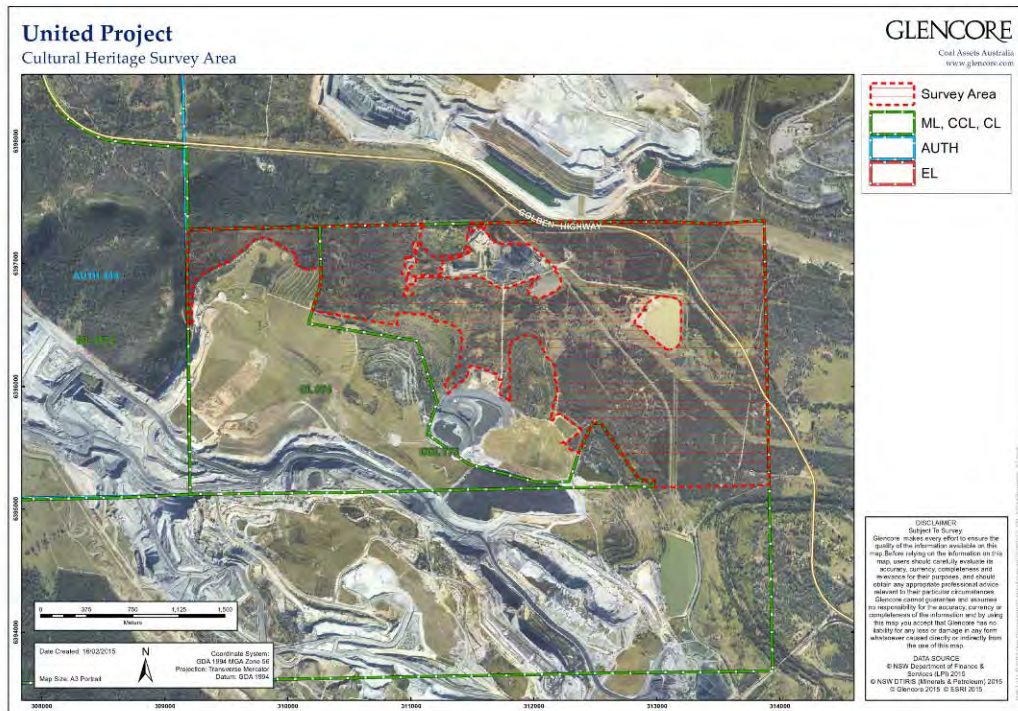 United Project
Cultural Heritage Survey Area
GLENCORE
Coal Assets Australia
www.glencore.com
Survey Area
ML, CCL, CL
AUTH
EL
GOLDEN HIGHWAY
AUTH
6398000
6397000
6396000
6395000
6394000
0 375 750 1,125 1,500
Meters
Date Created: 16/02/2015
Map Size: A3 Portrait
N
Coordinate System:
GDA 1994 MGA Zone 56
Projection: Transverse Mercator
Datum: GDA 1994
308000 309000 310000 311000 312000 313000 314000
DISCLAIMER
Subject To Survey
Glencore makes every effort to ensure the
quality of the information available on this
map. Before relying on the information on this
map, users should carefully evaluate its
accuracy, currency, completeness and
relevance for their purposes, and should
obtain any appropriate professional advice
relevant to their particular circumstances.
Glencore cannot guarantee and assumes
no responsibility for the accuracy, currency or
completeness of the information and by using
this map you accept that Glencore has no
liability for any loss or damage in any form
whatsoever caused directly or indirectly from
the use of this map.
DATA SOURCE
© NSW Department of Finance &
Services (LPI) 2015
© NSW DTIRIS (Minerals & Petroleum) 2015
© Glencore 2015 © ESRI 2015